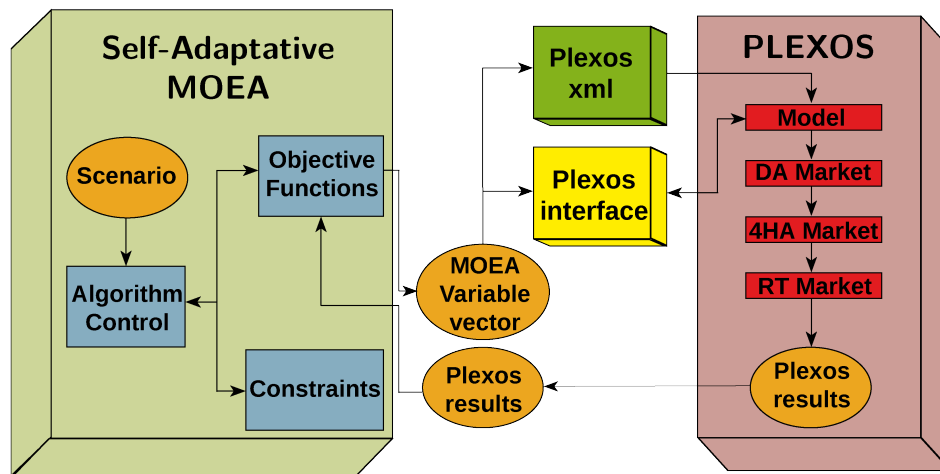 Self-Adaptative
MOEA
Scenario
Objective
Functions
Algorithm
Control
Constraints
MOEA
Variable
vector
Plexos
results
Plexos
xml
Plexos
interface
PLEXOS
Model
DA Market
4HA Market
RT Market
Plexos
results